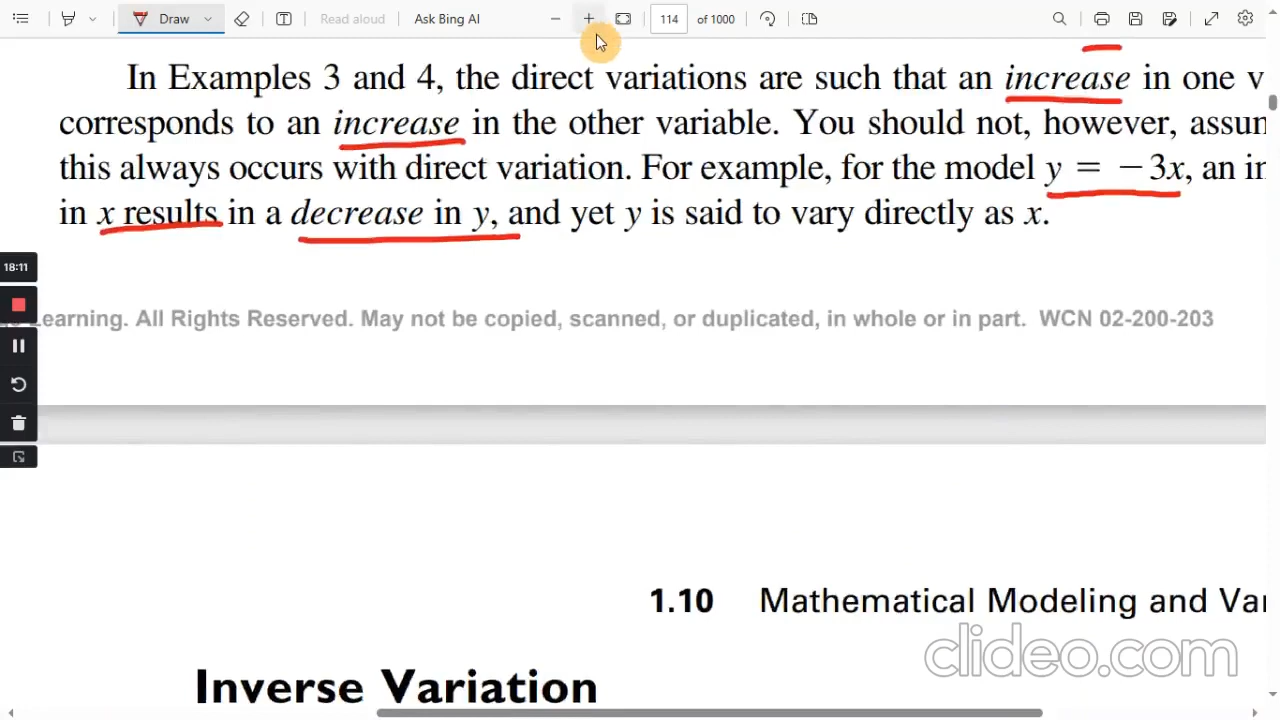 Draw
Read aloud
Ask Bing AI
114 of 1000
In Examples 3 and 4, the direct variations are such that an increase in one v
corresponds to an increase in the other variable. You should not, however, assum
this always occurs with direct variation. For example, for the model y = −3x, an in
in x results in a decrease in y, and yet y is said to vary directly as x.
18:11
Learning. All Rights Reserved. May not be copied, scanned, or duplicated, in whole or in part. WCN 02-200-203
1.10 Mathematical Modeling and Var
clideo.com
Inverse Variation